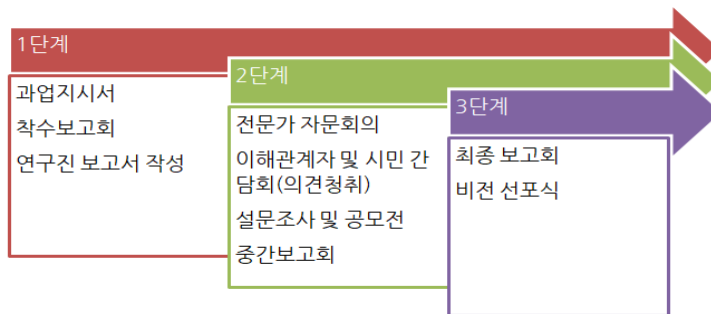 1단계
과업지시서
착수보고회
연구진 보고서 작성
2단계
전문가 자문회의
이해관계자 및 시민 간
담회(의견청취)
설문조사 및 공모전
중간보고회
3단계
최종 보고회
비전 선포식